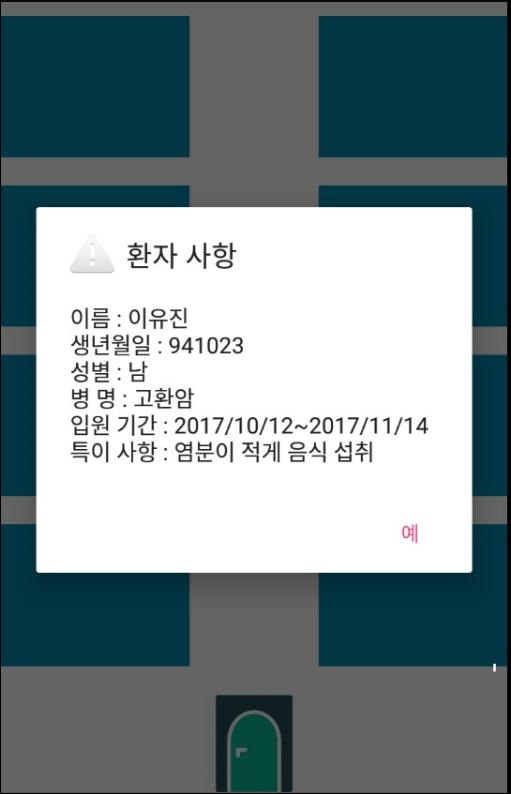 환자 사항
이름 : 이유진
생년월일 : 941023
성별 : 남
병 명 : 고환암
입원 기간 : 2017/10/12~2017/11/14
특이 사항 : 염분이 적게 음식 섭취
예